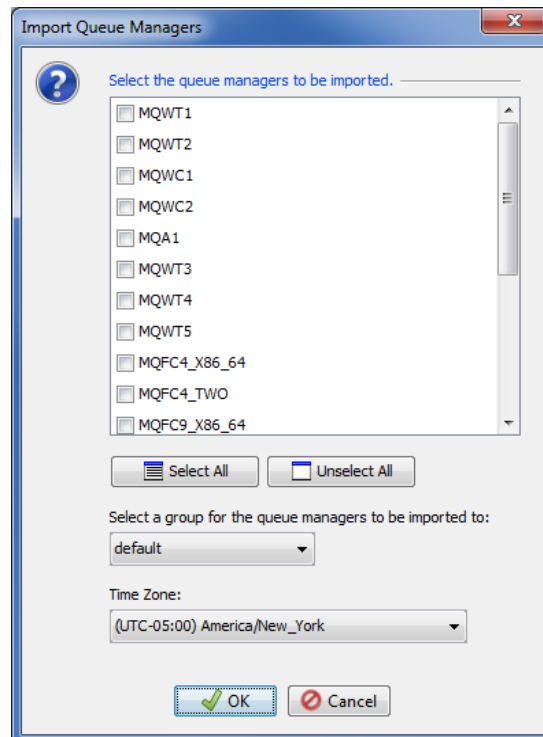 Import Queue Managers
Select the queue managers to be imported.
MQWT1
MQWT2
MQWC1
MQWC2
MQA1
MQWT3
MQWT4
MQWT5
MQFC4_X86_64
MQFC4_TWO
MQFC9_X86_64
Select All Unselect All
Select a group for the queue managers to be imported to:
default
Time Zone:
(UTC-05:00) America/New_York
OK Cancel